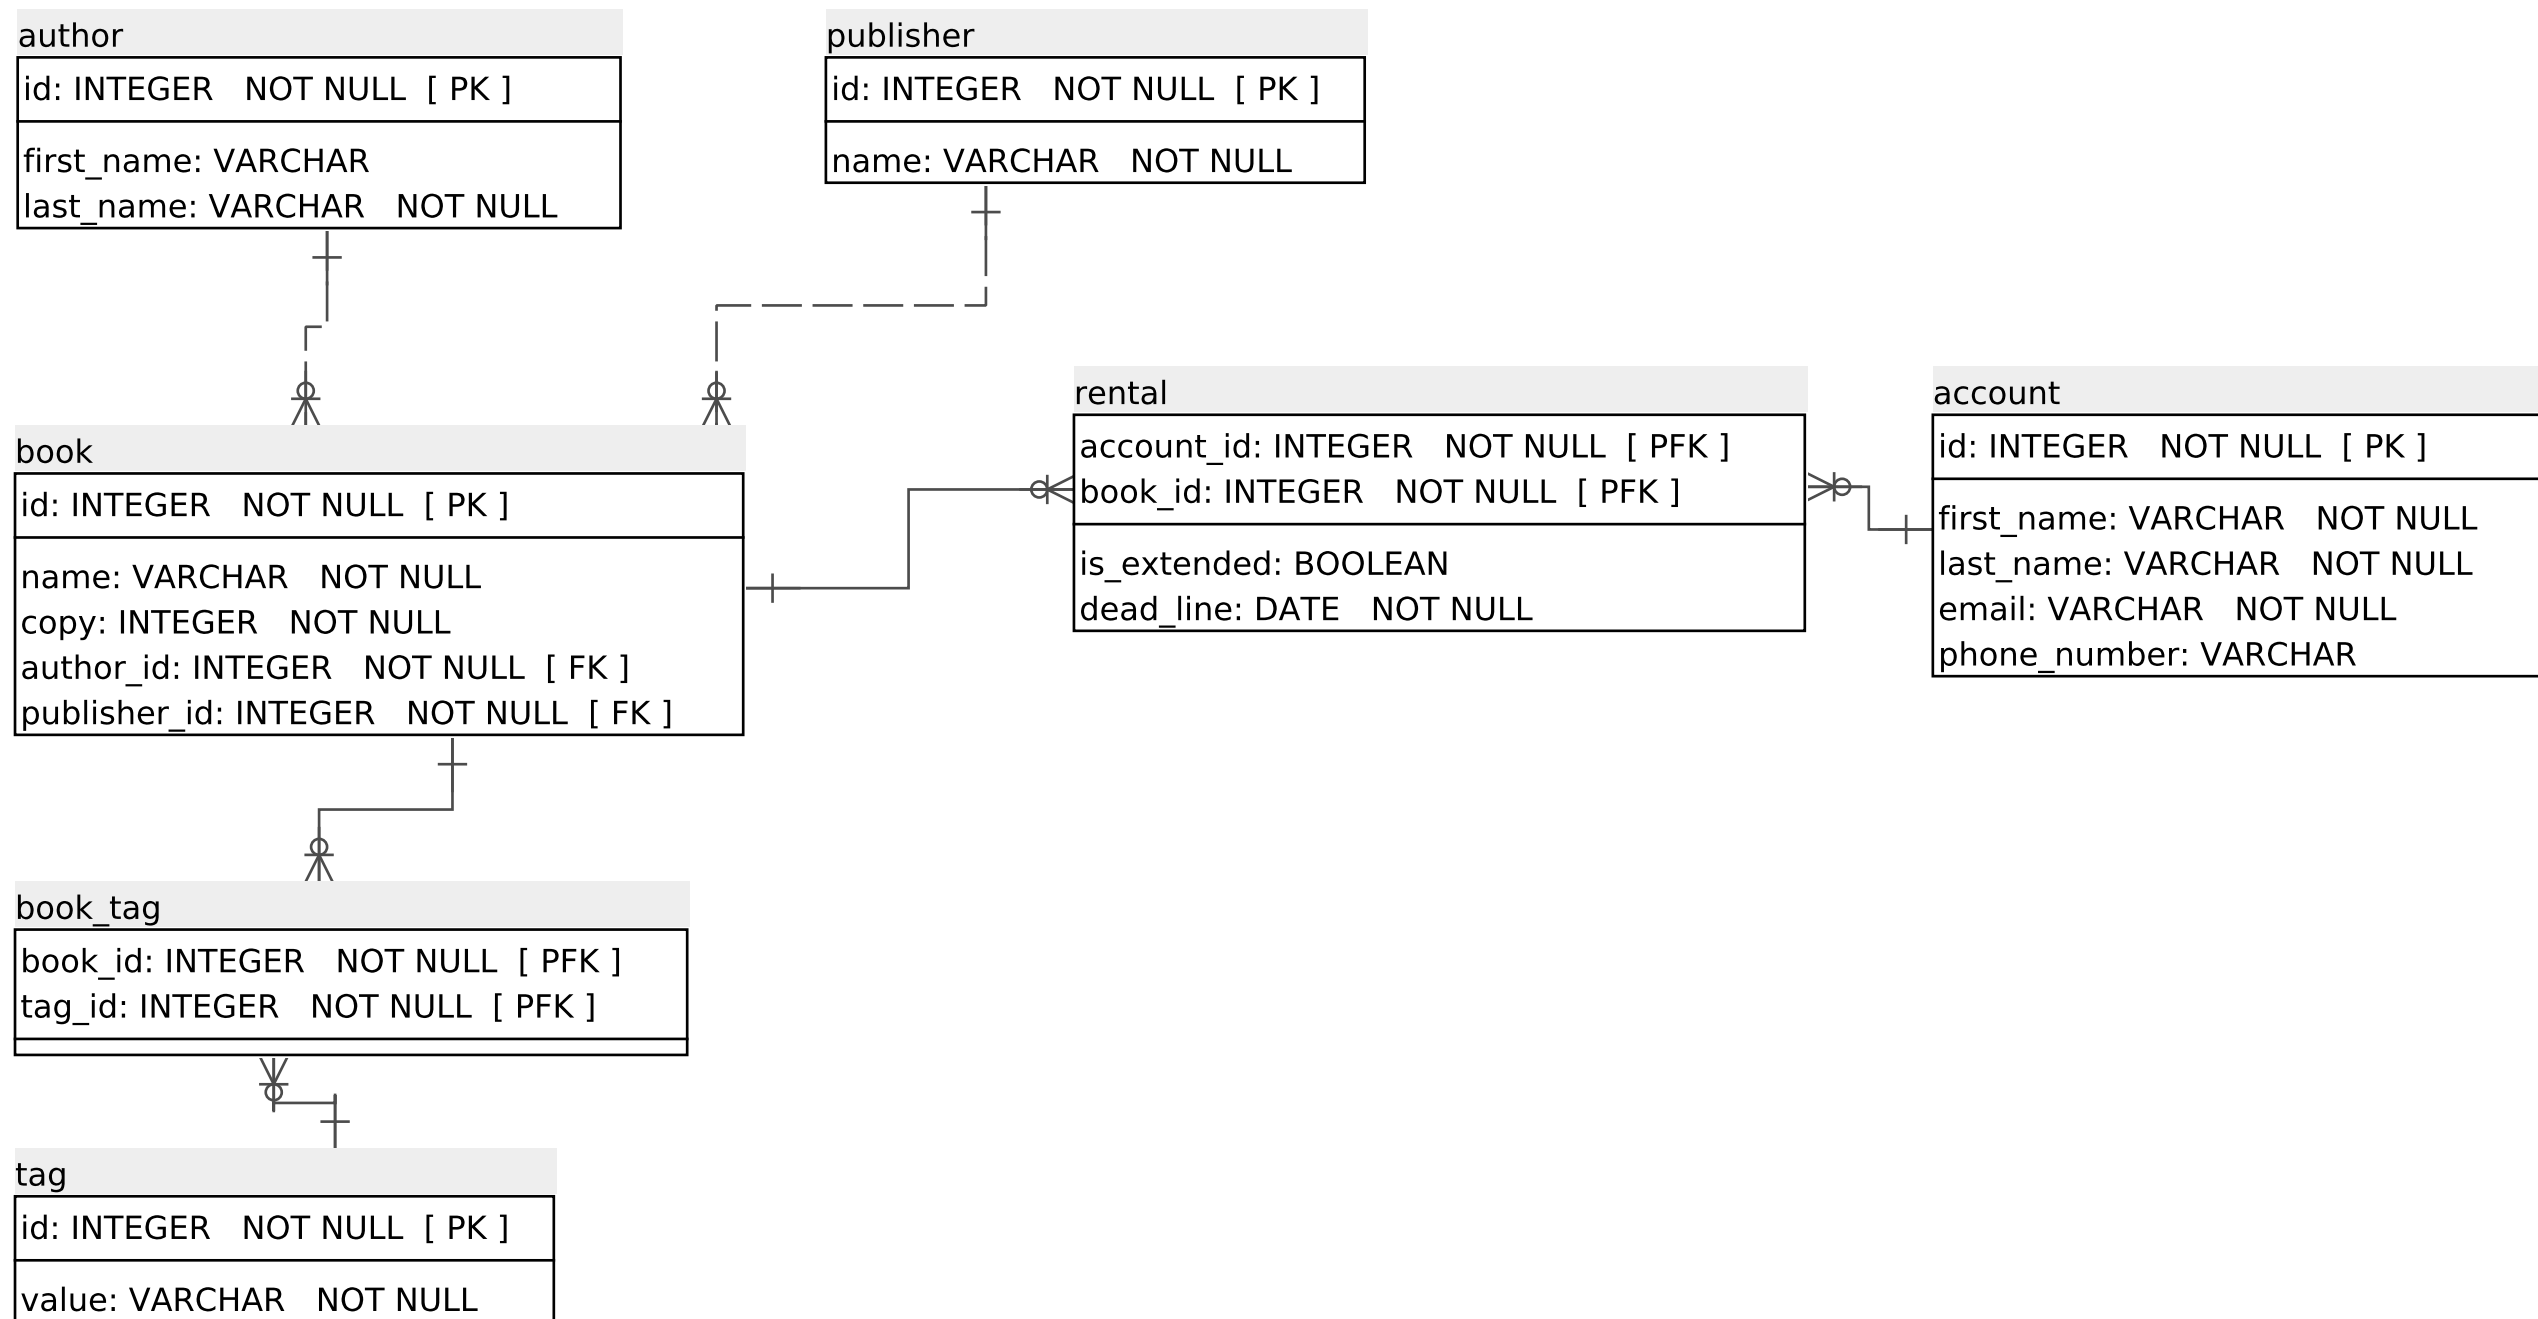 author
id: INTEGER NOT NULL [ PK ]
first_name: VARCHAR
last_name: VARCHAR NOT NULL
publisher
id: INTEGER NOT NULL [ PK ]
name: VARCHAR NOT NULL
book
id: INTEGER NOT NULL [ PK ]
name: VARCHAR NOT NULL
copy: INTEGER NOT NULL
author_id: INTEGER NOT NULL [ FK ]
publisher_id: INTEGER NOT NULL [ FK ]
rental
account_id: INTEGER NOT NULL [ PFK ]
book_id: INTEGER NOT NULL [ PFK ]
is_extended: BOOLEAN
dead_line: DATE NOT NULL
account
id: INTEGER NOT NULL [ PK ]
first_name: VARCHAR NOT NULL
last_name: VARCHAR NOT NULL
email: VARCHAR NOT NULL
phone_number: VARCHAR
book_tag
book_id: INTEGER NOT NULL [ PFK ]
tag_id: INTEGER NOT NULL [ PFK ]
tag
id: INTEGER NOT NULL [ PK ]
value: VARCHAR NOT NULL